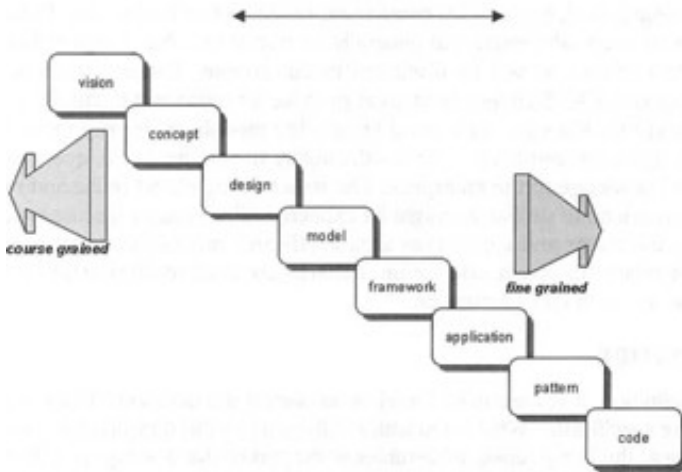 vision
concept
design
course grained
model
fine grained
framework
application
pattern
code